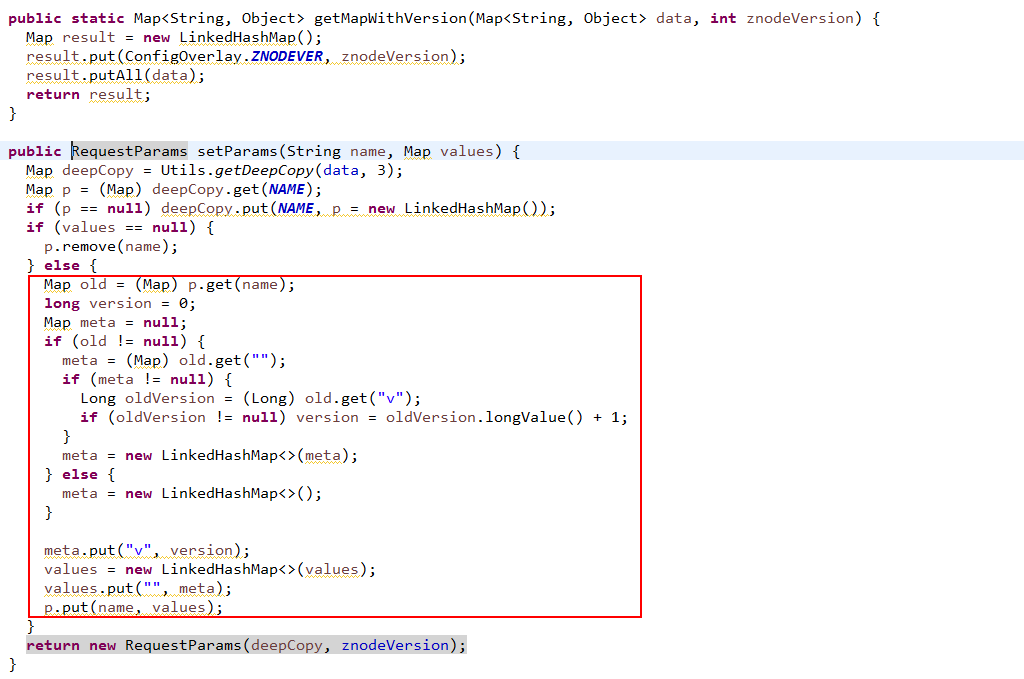 public static Map<String, Object> getMapWithVersion(Map<String, Object> data, int znodeVersion) {
Map result = new LinkedHashMap();
result.put(ConfigOverlay.ZNODEVER, znodeVersion);
result.putAll(data);
return result;
}
public RequestParams setParams(String name, Map values) {
Map deepCopy = Utils.getDeepCopy(data, 3);
Map p = (Map) deepCopy.get(NAME);
if (p == null) deepCopy.put(NAME, p = new LinkedHashMap());
if (values == null) {
p.remove(name);
} else {
Map old = (Map) p.get(name);
long version = 0;
Map meta = null;
if (old != null) {
meta = (Map) old.get("");
if (meta != null) {
Long oldVersion = (Long) old.get("v");
if (oldVersion != null) version = oldVersion.longValue() + 1;
}
meta = new LinkedHashMap<>(meta);
} else {
meta = new LinkedHashMap<>();
}
meta.put("v", version);
values = new LinkedHashMap<>(values);
values.put("", meta);
p.put(name, values);
}
return new RequestParams(deepCopy, znodeVersion);
}